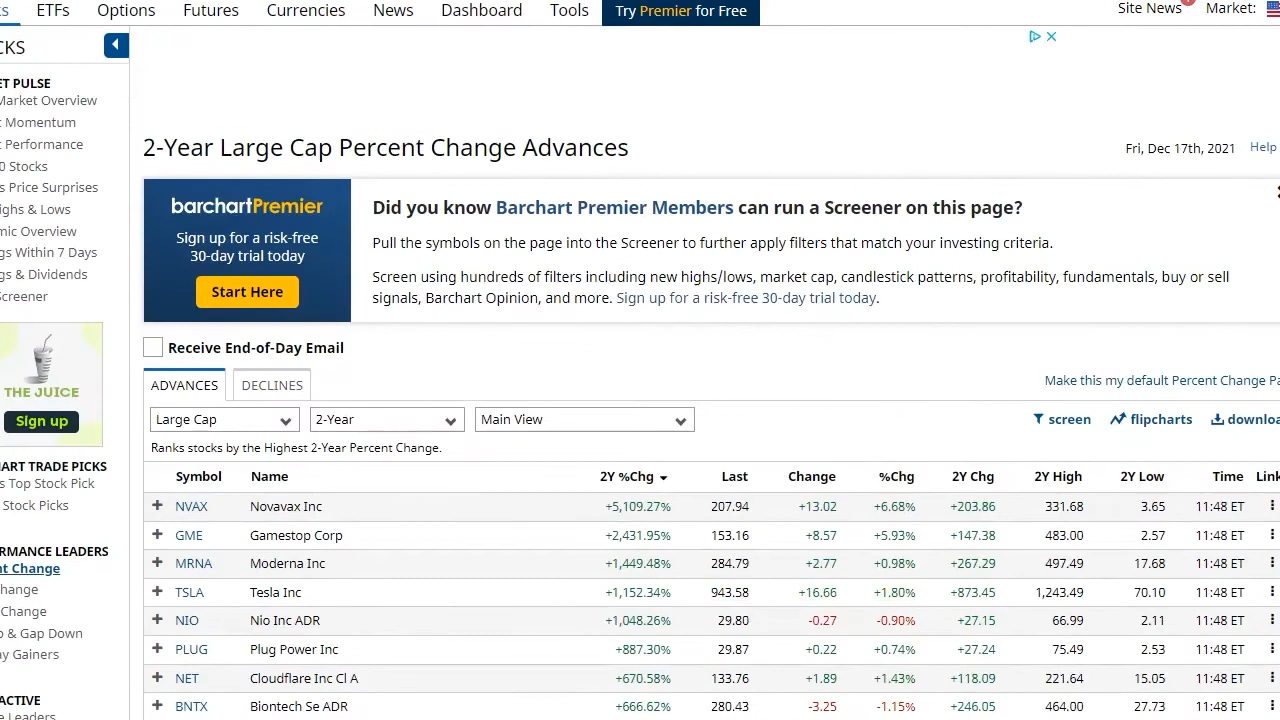 ETFs Options Futures Currencies News Dashboard Tools Try Premier for Free Site News Market:
CKS
ET PULSE
Market Overview
t Momentum
t Performance
0 Stocks
s Price Surprises
ighs & Lows
mic Overview
gs Within 7 Days
gs & Dividends
Screener
THE JUICE
Sign up
ART TRADE PICKS
s Top Stock Pick
Stock Picks
RMANCE LEADERS
nt Change
hange
Change
p & Gap Down
ay Gainers
ACTIVE
e Leaders
2-Year Large Cap Percent Change Advances
Fri, Dec 17th, 2021 Help
barchartPremier
Sign up for a risk-free
30-day trial today
Start Here
Did you know Barchart Premier Members can run a Screener on this page?
Pull the symbols on the page into the Screener to further apply filters that match your investing criteria.
Screen using hundreds of filters including new highs/lows, market cap, candlestick patterns, profitability, fundamentals, buy or sell
signals, Barchart Opinion, and more. Sign up for a risk-free 30-day trial today.
Receive End-of-Day Email
ADVANCES DECLINES
Make this my default Percent Change Pa
Large Cap 2-Year Main View screen flipcharts downloa
Ranks stocks by the Highest 2-Year Percent Change.
Symbol Name 2Y %Chg Last Change %Chg 2Y Chg 2Y High 2Y Low Time Link
NVAX Novavax Inc +5,109.27% 207.94 +13.02 +6.68% +203.86 331.68 3.65 11:48 ET
GME Gamestop Corp +2,431.95% 153.16 +8.57 +5.93% +147.38 483.00 2.57 11:48 ET
MRNA Moderna Inc +1,449.48% 284.79 +2.77 +0.98% +267.29 497.49 17.68 11:48 ET
TSLA Tesla Inc +1,152.34% 943.58 +16.66 +1.80% +873.45 1,243.49 70.10 11:48 ET
NIO Nio Inc ADR +1,048.26% 29.80 -0.27 -0.90% +27.15 66.99 2.11 11:48 ET
PLUG Plug Power Inc +887.30% 29.87 +0.22 +0.74% +27.24 75.49 2.53 11:48 ET
NET Cloudflare Inc Cl A +670.58% 133.76 +1.89 +1.43% +118.09 221.64 15.05 11:48 ET
BNTX Biontech Se ADR +666.62% 280.43 -3.25 -1.15% +246.05 464.00 27.73 11:48 ET